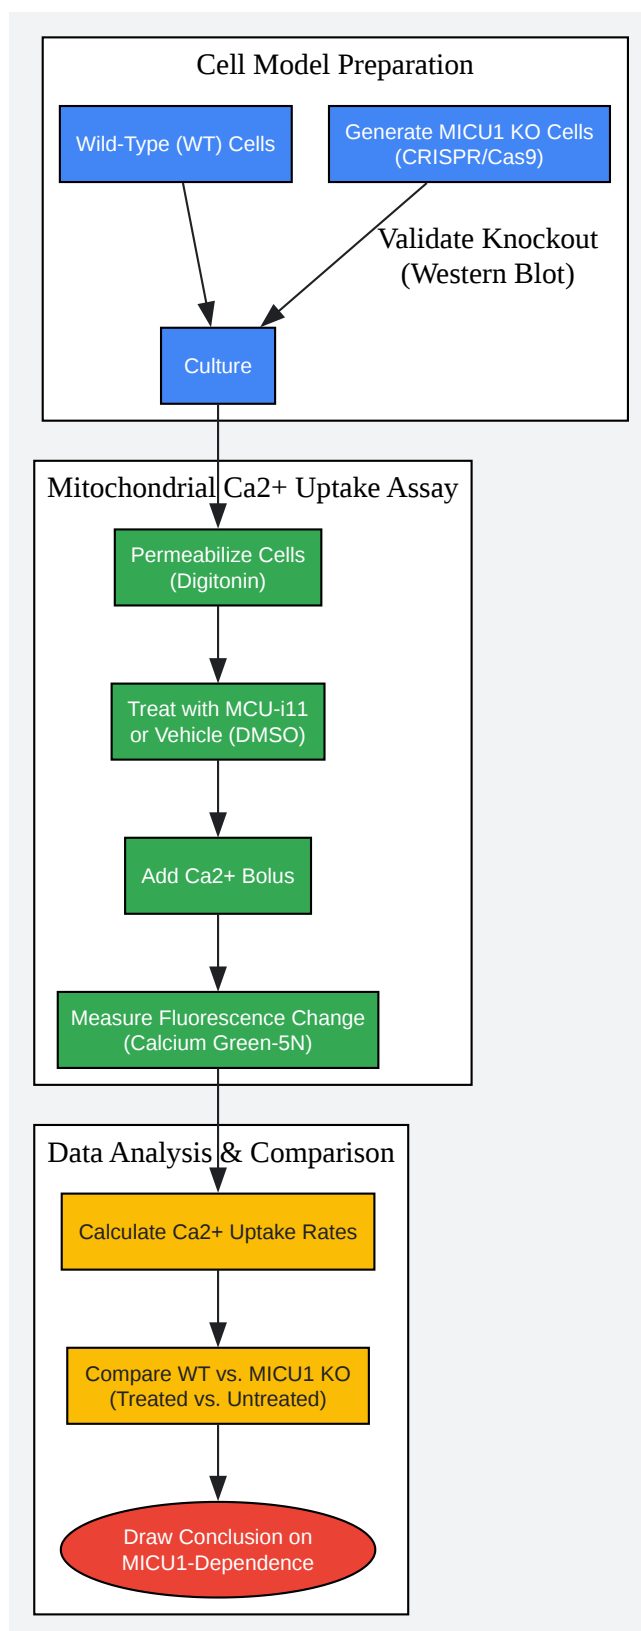 Cell Model Preparation
Wild-Type (WT) Cells
Generate MICU1 KO Cells
(CRISPR/Cas9)
Validate Knockout
(Western Blot)
Culture
Mitochondrial Ca2+ Uptake Assay
Permeabilize Cells
(Digitonin)
Treat with MCU-i11
or Vehicle (DMSO)
Add Ca2+ Bolus
Measure Fluorescence Change
(Calcium Green-5N)
Data Analysis & Comparison
Calculate Ca2+ Uptake Rates
Compare WT vs. MICU1 KO
(Treated vs. Untreated)
Draw Conclusion on
MICU1-Dependence